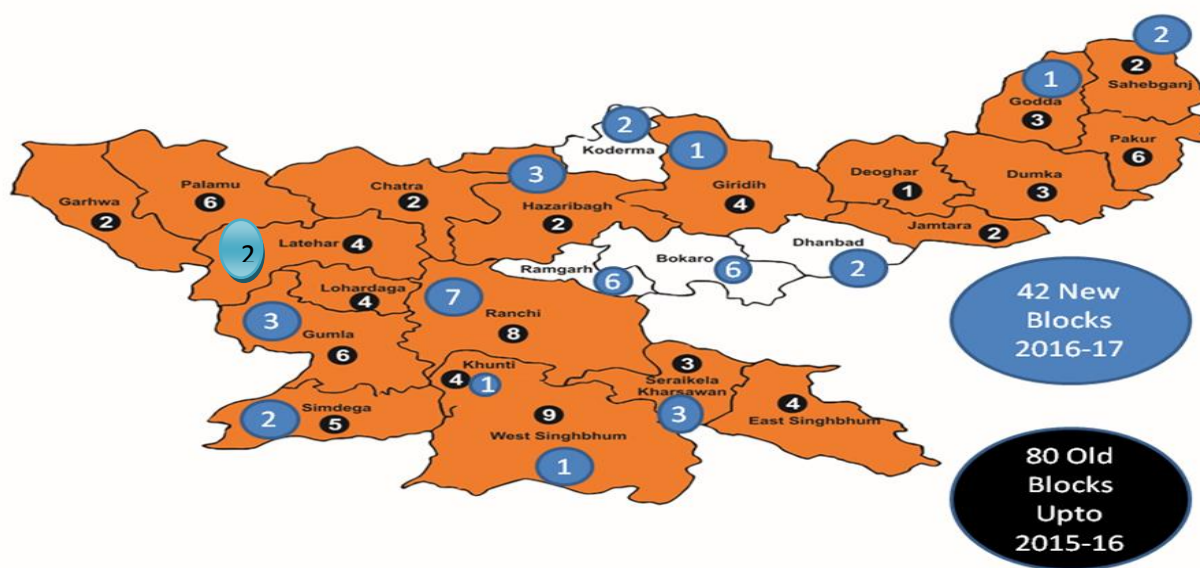 2
2
Sahebganj
1
Godda
3
Pakur
6
2
Koderma
1
3
Palamu
6
Chatra
2
Hazaribagh
2
Giridih
4
Deoghar
1
Dumka
3
Garhwa
2
Jamtara
2
2
Latehar 4
Dhanbad
2
Bokaro
6
Ramgarh
6
Lohardaga
4
7
Ranchi
8
3
Gumla
6
42 New
Blocks
2016-17
Khunti
4
1
3
Seraikela
Kharsawan
3
2
Simdega
5
9
West Singhbhum
1
4
East Singhbhum
80 Old
Blocks
Upto
2015-16